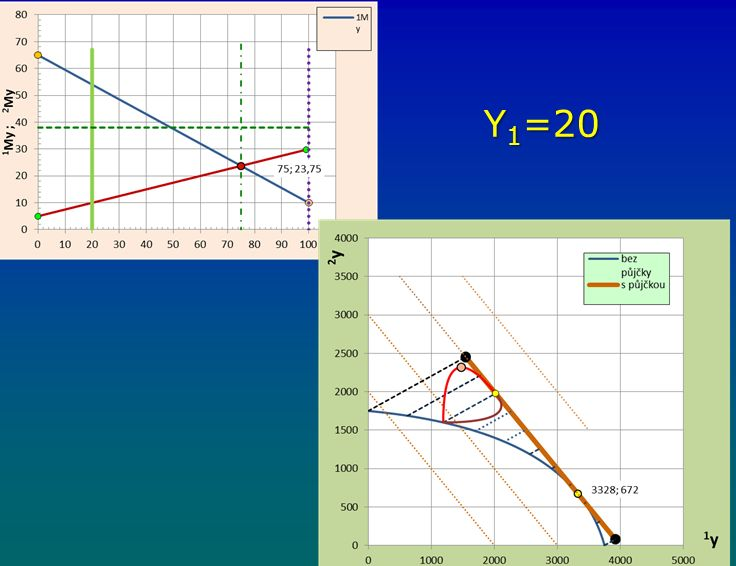 80
70
60
50
40
30
20
10
0
¹My ; ²My
1M
y
75; 23,75
0 10 20 30 40 50 60 70 80 90 100
Y₁=20
4000
3500
3000
2500
2000
1500
1000
500
0
²y
bez
půjčky
s půjčkou
3328; 672
¹y
0 1000 2000 3000 4000 5000